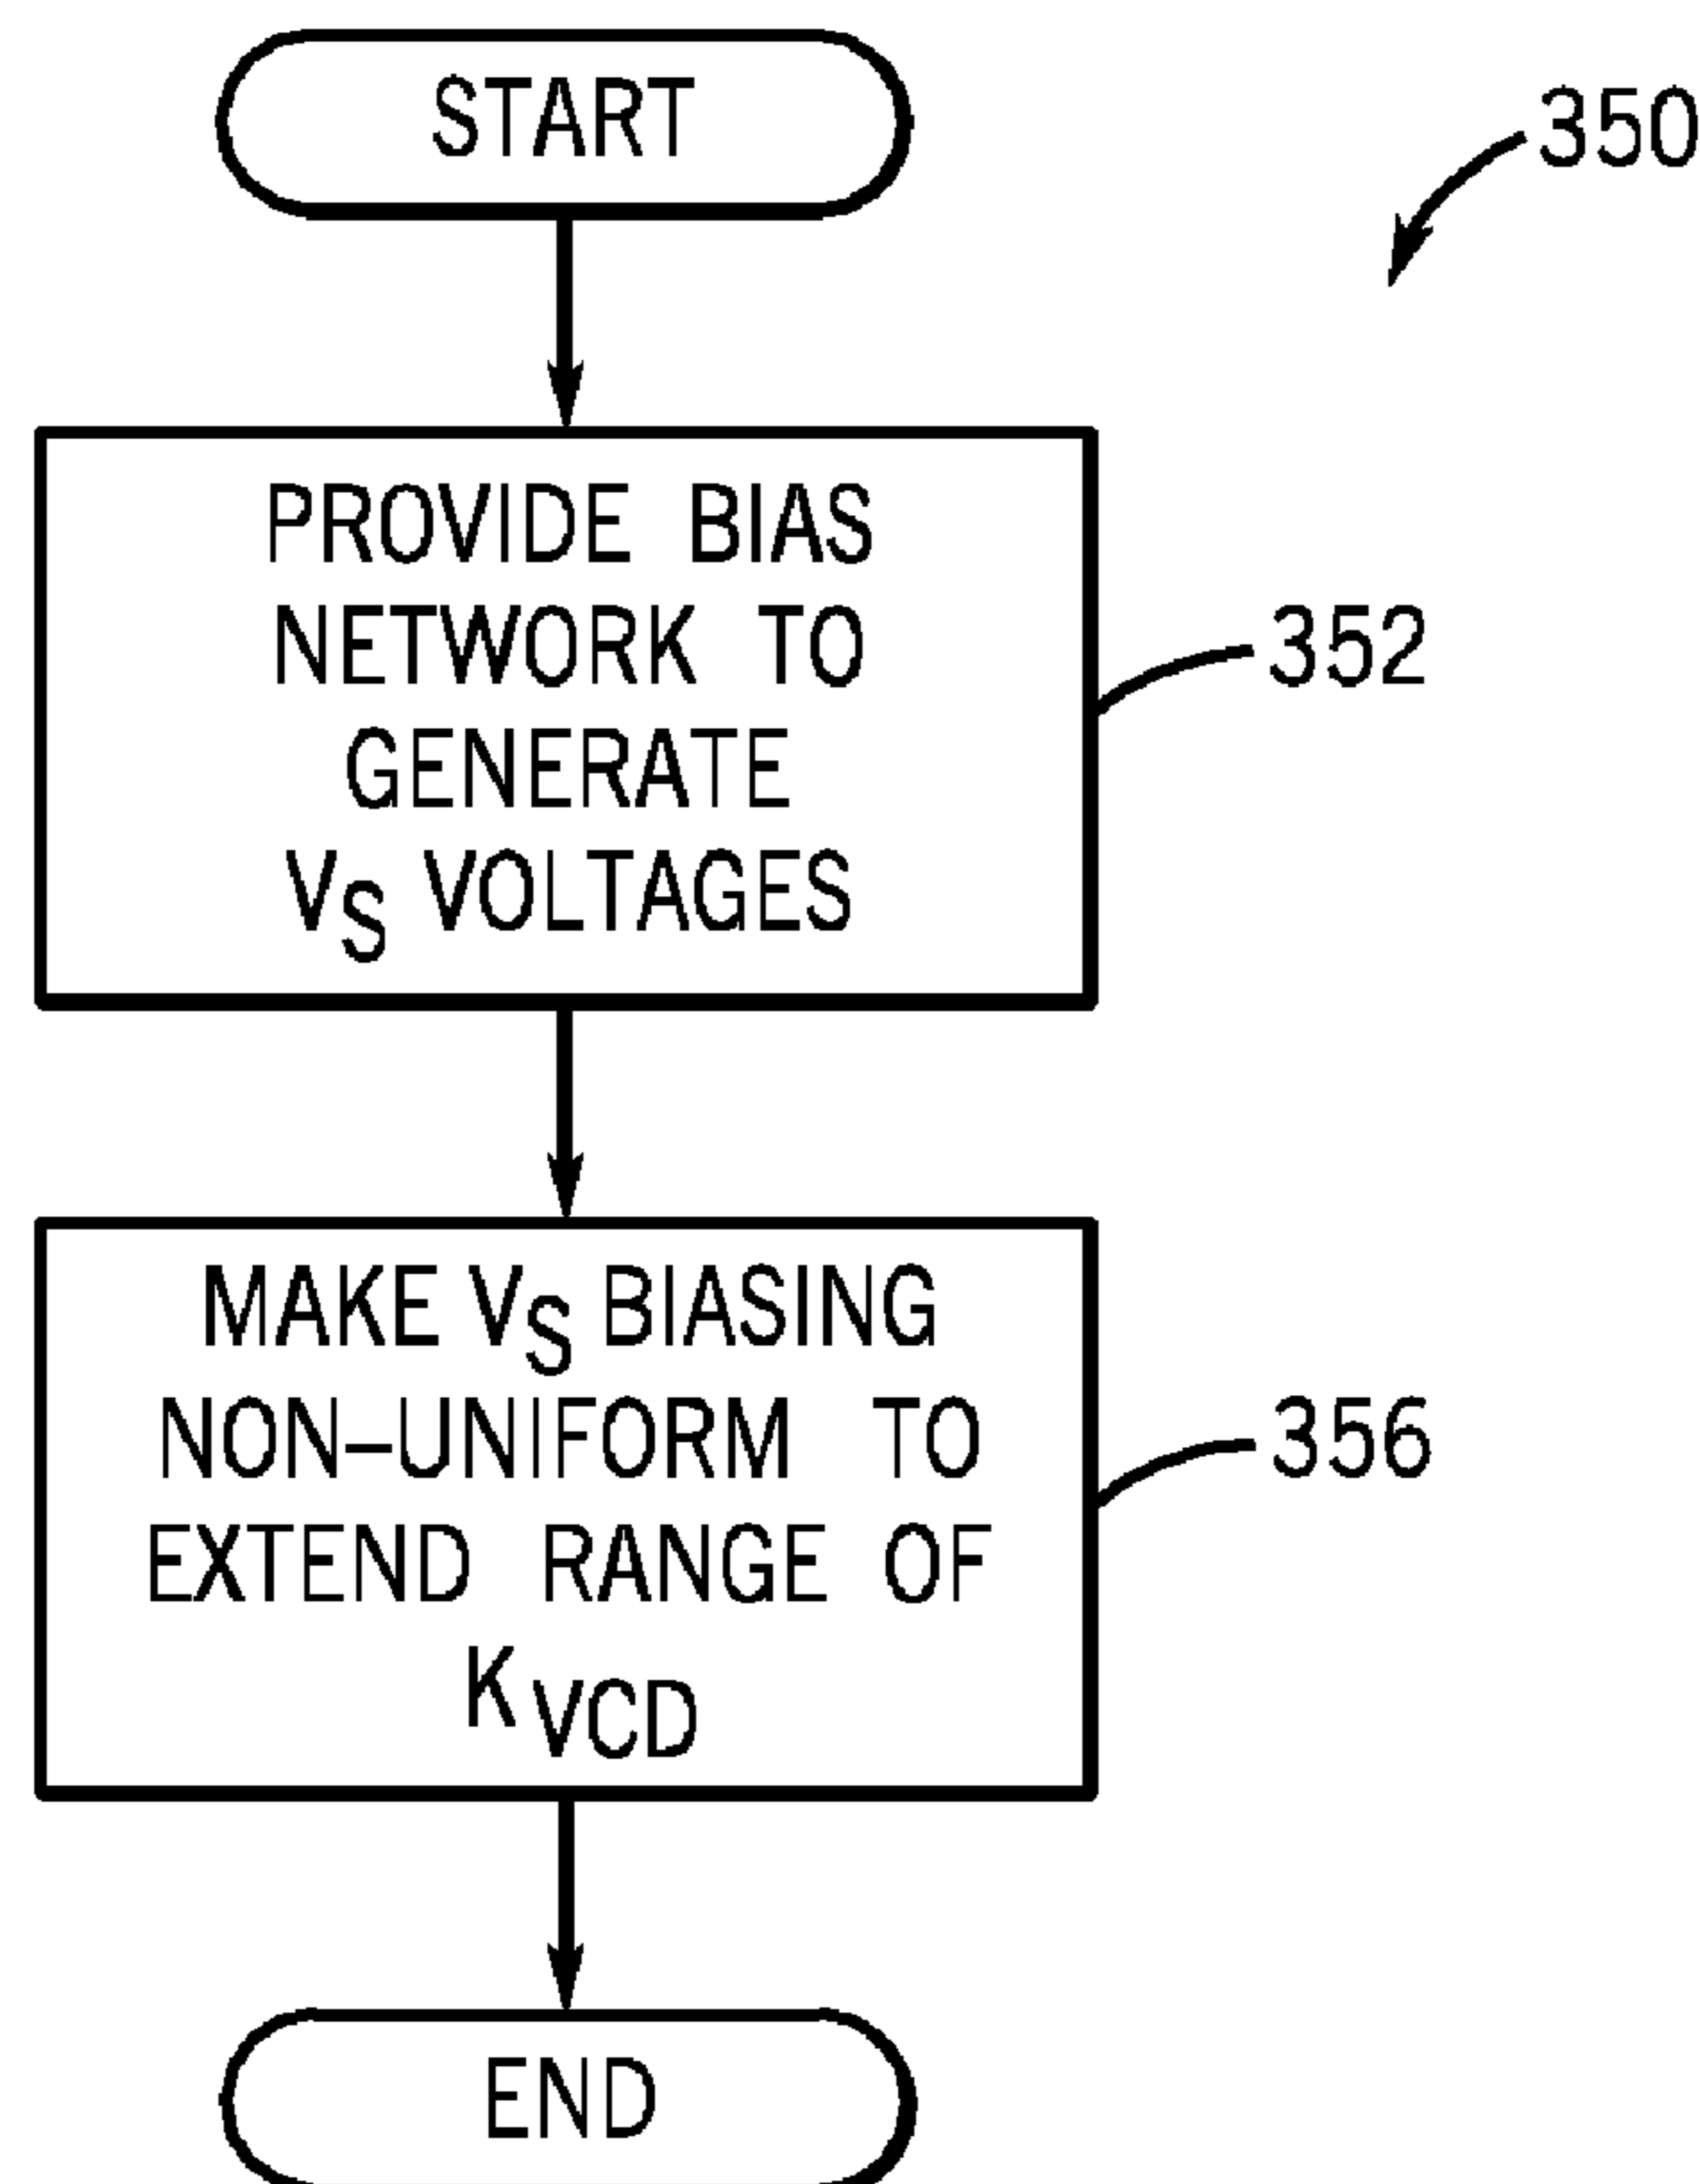 START
350
PROVIDE BIAS
NETWORK TO
GENERATE
VS VOLTAGES
352
MAKE VS BIASING
NON-UNIFORM TO
EXTEND RANGE OF
KVCD
356
END